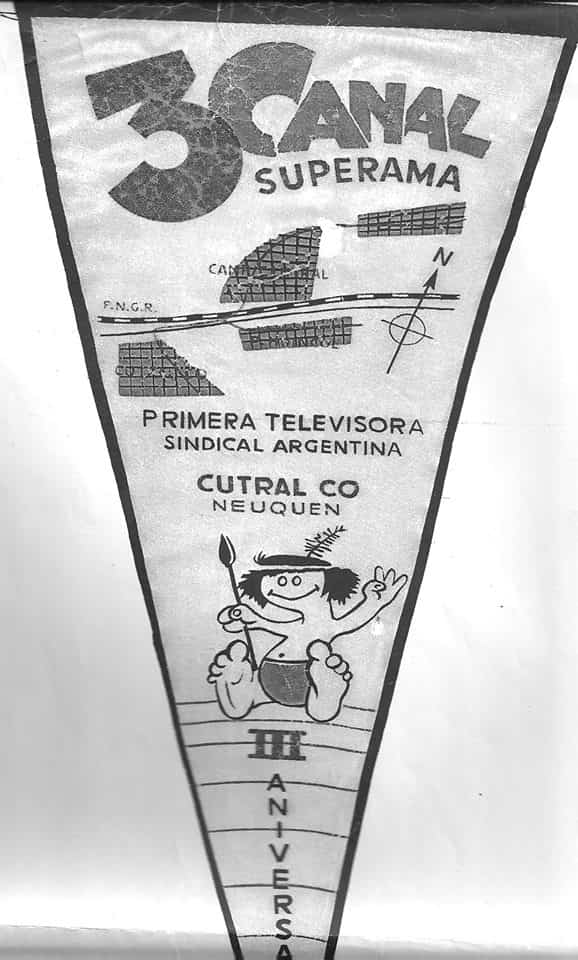 3 CANAL
SUPERAMA
N
F.N.G.R.
PRIMERA TELEVISORA
SINDICAL ARGENTINA
CUTRAL CO
NEUQUEN
III
ANIVERSA